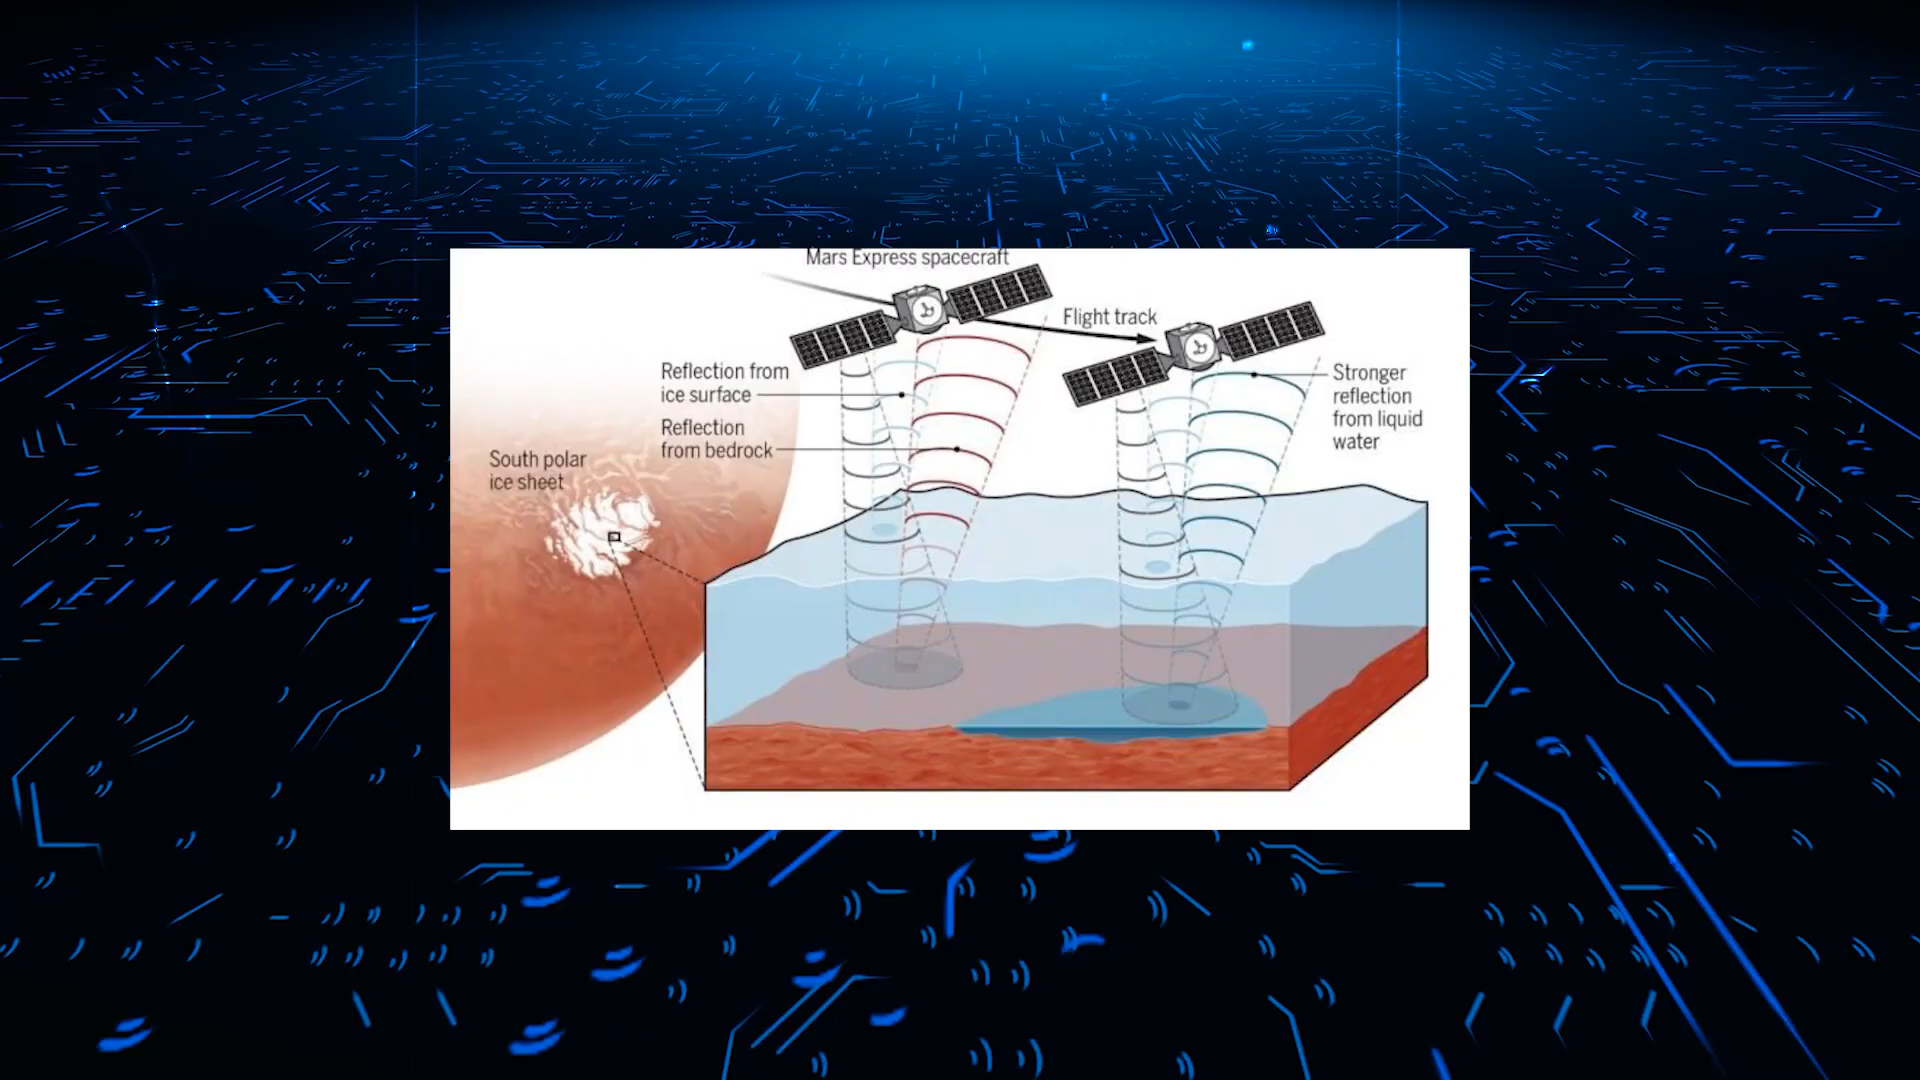 Mars Express spacecraft
Flight track
Reflection from
ice surface
Reflection
from bedrock
Stronger
reflection
from liquid
water
South polar
ice sheet